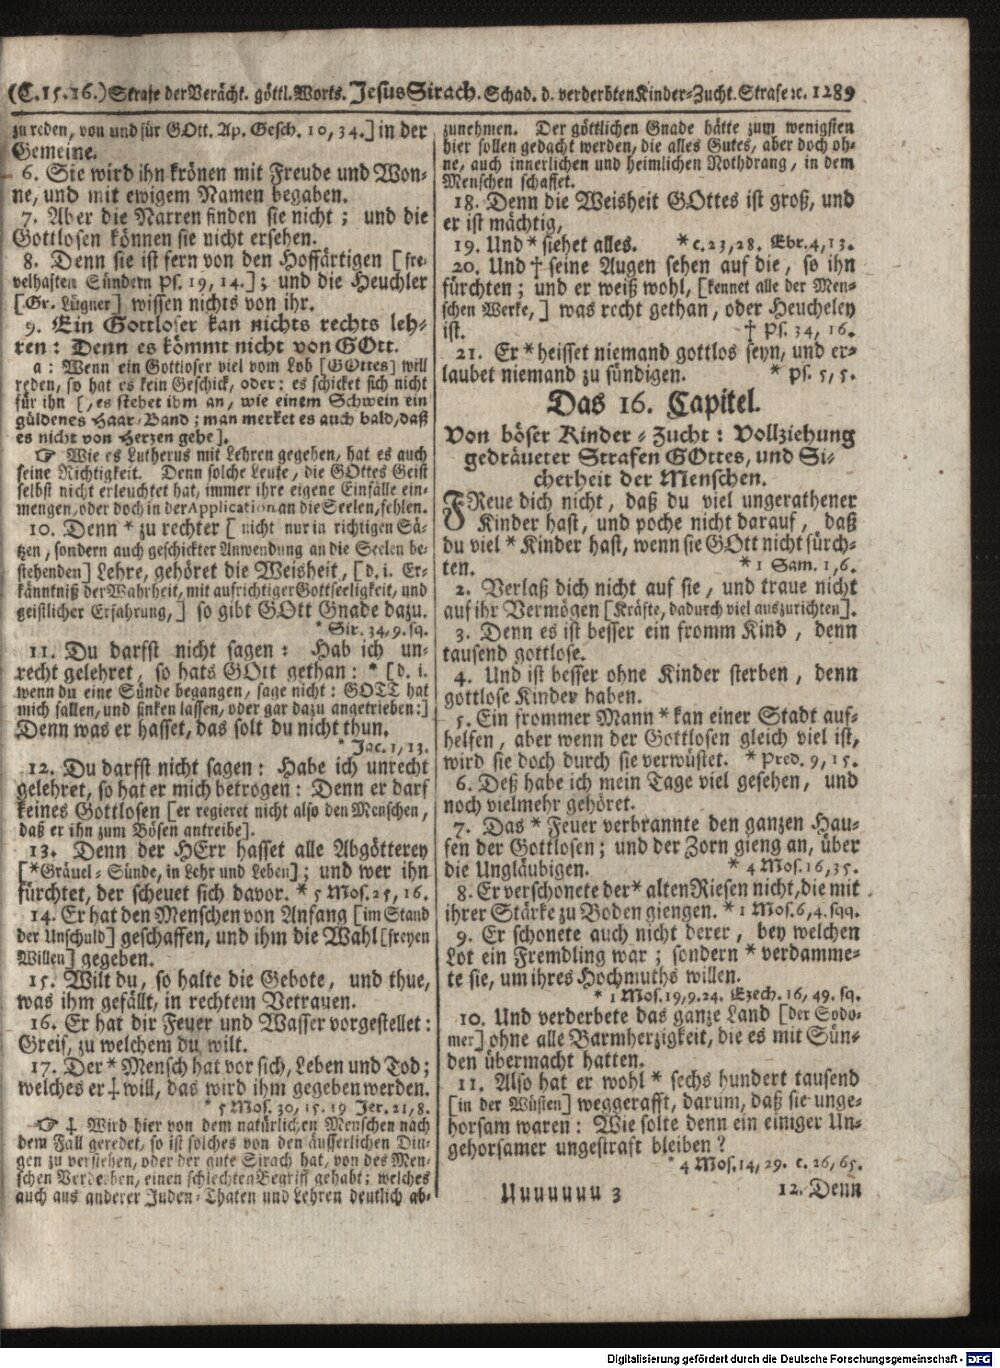 (C.15.16.) Strafe der Verächt. göttl. Worts. Jesus Sirach. Schad. d. verderbten Kinder-Zucht. Strafe ꝛc. 1289
zu reden, von und für GOtt. Ap. Gesch. 10, 34.] in der
Gemeine.
6. Sie wird ihn krönen mit Freude und Won-
ne, und mit ewigem Namen begaben.
7. Aber die Narren finden sie nicht; und die
Gottlosen können sie nicht ersehen.
8. Denn sie ist fern von den Hoffärtigen [fre-
velhaften Sündern Ps. 19, 14.]; und die Heuchler
[Gr. Lügner] wissen nichts von ihr.
9. Ein Gottloser kan nichts rechts leh-
ren: Denn es kömmt nicht von GOtt.
a: Wenn ein Gottloser viel vom Lob [GOttes] will
reden, so hat es kein Geschick, oder: es schicket sich nicht
für ihn [, es stehet ihm an, wie einem Schwein ein
güldenes Haar-Band; man merket es auch bald, daß
es nicht von Herzen gehe].
☞ Wie es Lutherus mit Lehren gegeben, hat es auch
seine Richtigkeit. Denn solche Leute, die GOttes Geist
selbst nicht erleuchtet hat, immer ihre eigene Einfälle ein-
mengen, oder doch in der Application an die Seelen, fehlen.
10. Denn * zu rechter [nicht nur in richtigen Sä-
tzen, sondern auch geschickter Anwendung an die Seelen be-
stehenden] Lehre, gehöret die Weisheit, [d. i. Er-
känntniß der Wahrheit, mit aufrichtiger Gottseeligkeit, und
geistlicher Erfahrung,] so gibt GOtt Gnade dazu.
* Sir. 34, 9. sq.
11. Du darfst nicht sagen: Hab ich un-
recht gelehret, so hats GOtt gethan: * [d. i.
wenn du eine Sünde begangen, sage nicht: GOTT hat
mich fallen, und sinken lassen, oder gar dazu angetrieben:]
Denn was er hasset, das solt du nicht thun.
* Jac. 1, 13.
12. Du darfst nicht sagen: Habe ich unrecht
gelehret, so hat er mich betrogen: Denn er darf
keines Gottlosen [er regieret nicht also den Menschen,
daß er ihn zum Bösen antreibe].
13. Denn der HErr hasset alle Abgötterey
[*Gräuel-Sünde, in Lehr und Leben]; und wer ihn
fürchtet, der scheuet sich davor. * 5 Mos. 25, 16.
14. Er hat den Menschen von Anfang [im Stand
der Unschuld] geschaffen, und ihm die Wahl [freyen
Willen] gegeben.
15. Wilt du, so halte die Gebote, und thue,
was ihm gefällt, in rechtem Vetrauen.
16. Er hat dir Feuer und Wasser vorgestellet:
Greif, zu welchem du wilt.
17. Der * Mensch hat vor sich, Leben und Tod;
welches er ‡ will, das wird ihm gegeben werden.
* 5 Mos. 30, 15. 19 Jer. 21, 8.
☞ ‡ Wird hier von dem natürlichen Menschen nach
dem Fall geredet, so ist solches von den äusserlichen Din-
gen zu verstehen, oder der gute Sirach hat, von des Men-
schen Verderben, einen schlechten Begriff gehabt; welches
auch aus anderer Juden-Thaten und Lehren deutlich ab-
zunehmen. Der göttlichen Gnade hätte zum wenigsten
hier sollen gedacht werden, die alles Gutes, aber doch oh-
ne, auch innerlichen und heimlichen Nothdrang, in dem
Menschen schaffet.
18. Denn die Weisheit GOttes ist groß, und
er ist mächtig,
19. Und * siehet alles. * c. 23, 28. Ebr. 4, 13.
20. Und † seine Augen sehen auf die, so ihn
fürchten; und er weiß wohl, [kennet alle der Men-
schen Werke,] was recht gethan, oder Heucheley
ist. † Ps. 34, 16.
21. Er * heisset niemand gottlos seyn, und er-
laubet niemand zu sündigen. * Ps. 5, 5.
Das 16. Capitel.
Von böser Kinder-Zucht: Vollziehung
gedräueter Strafen GOttes, und Si-
cherheit der Menschen.
FReue dich nicht, daß du viel ungerathener
Kinder hast, und poche nicht darauf, daß
du viel * Kinder hast, wenn sie GOtt nicht fürch-
ten. * 1 Sam. 1, 6.
2. Verlaß dich nicht auf sie, und traue nicht
auf ihr Vermögen [Kräfte, dadurch viel auszurichten].
3. Denn es ist besser ein fromm Kind, denn
tausend gottlose.
4. Und ist besser ohne Kinder sterben, denn
gottlose Kinder haben.
5. Ein frommer Mann * kan einer Stadt auf-
helfen, aber wenn der Gottlosen gleich viel ist,
wird sie doch durch sie verwüstet. * Pred. 9, 15.
6. Deß habe ich mein Tage viel gesehen, und
noch vielmehr gehöret.
7. Das * Feuer verbrannte den ganzen Hau-
fen der Gottlosen; und der Zorn gieng an, über
die Ungläubigen. * 4 Mos. 16, 35.
8. Er verschonete der * alten Riesen nicht, die mit
ihrer Stärke zu Boden giengen. * 1 Mos. 6, 4. sqq.
9. Er schonete auch nicht derer, bey welchen
Lot ein Fremdling war; sondern * verdamme-
te sie, um ihres Hochmuths willen.
* 1 Mos. 19, 9. 24. Ezech. 16, 49. sq.
10. Und verderbete das ganze Land [der Sodo-
mer] ohne alle Barmherzigkeit, die es mit Sün-
den übermacht hatten.
11. Also hat er wohl * sechs hundert tausend
[in der Wüsten] weggerafft, darum, daß sie unge-
horsam waren: Wie solte denn ein einiger Un-
gehorsamer ungestraft bleiben?
* 4 Mos. 14, 29. c. 26, 65.
Uuuuuuu 3 12. Denn
Digitalisierung gefördert durch die Deutsche Forschungsgemeinschaft - DFG